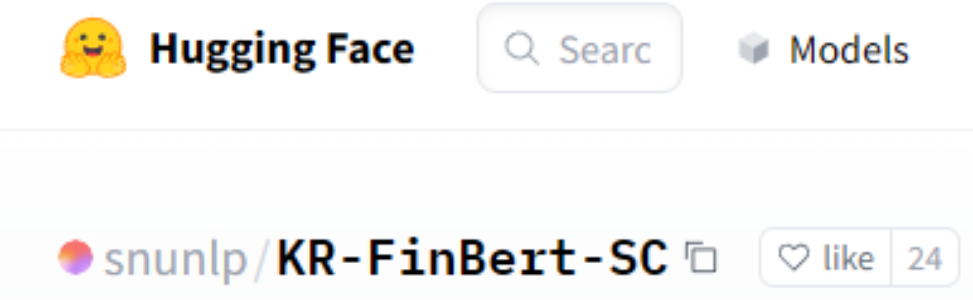 Hugging Face Searc Models
snunlp/KR-FinBert-SC like 24